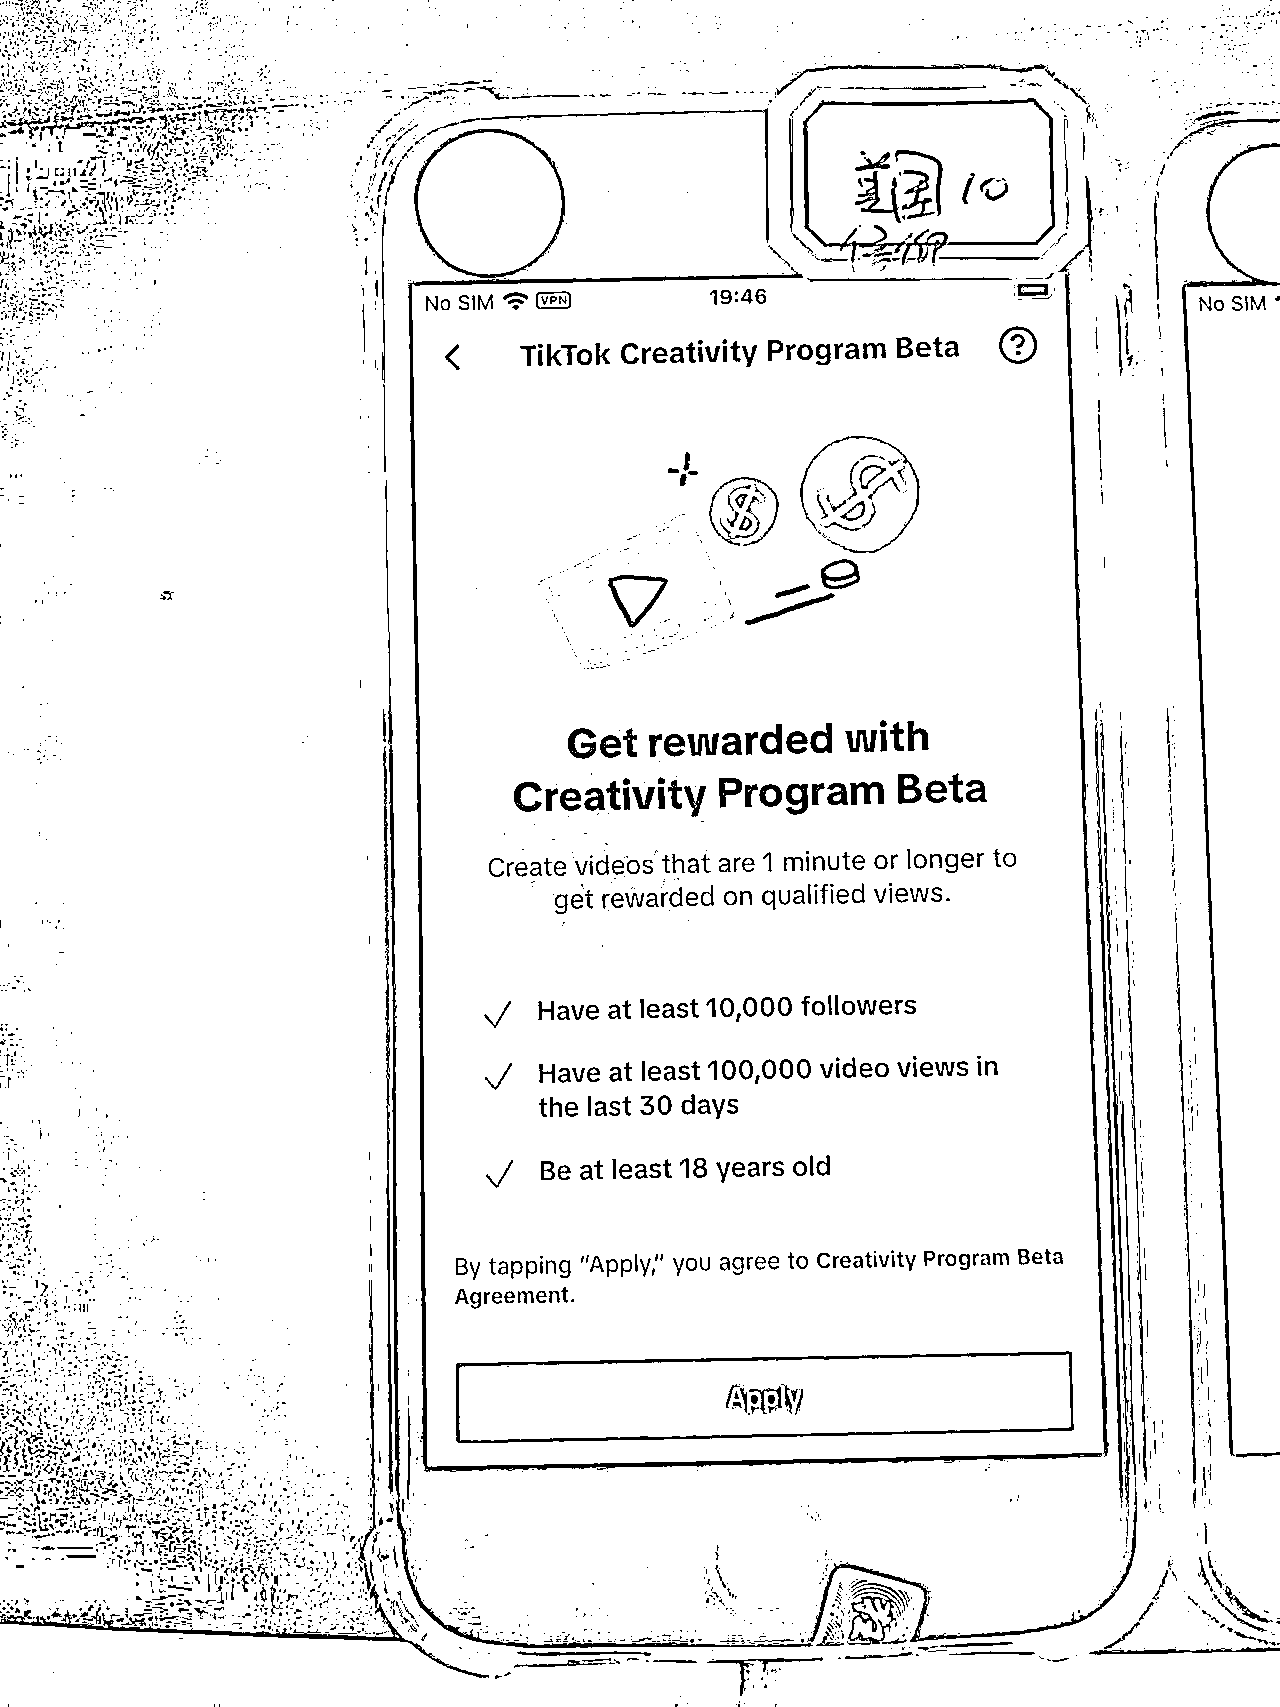 美国 10
No SIM VPN 19:46
TikTok Creativity Program Beta ?
Get rewarded with
Creativity Program Beta
Create videos that are 1 minute or longer to
get rewarded on qualified views.
Have at least 10,000 followers
Have at least 100,000 video views in
the last 30 days
Be at least 18 years old
By tapping “Apply,” you agree to Creativity Program Beta
Agreement.
Apply
No SIM